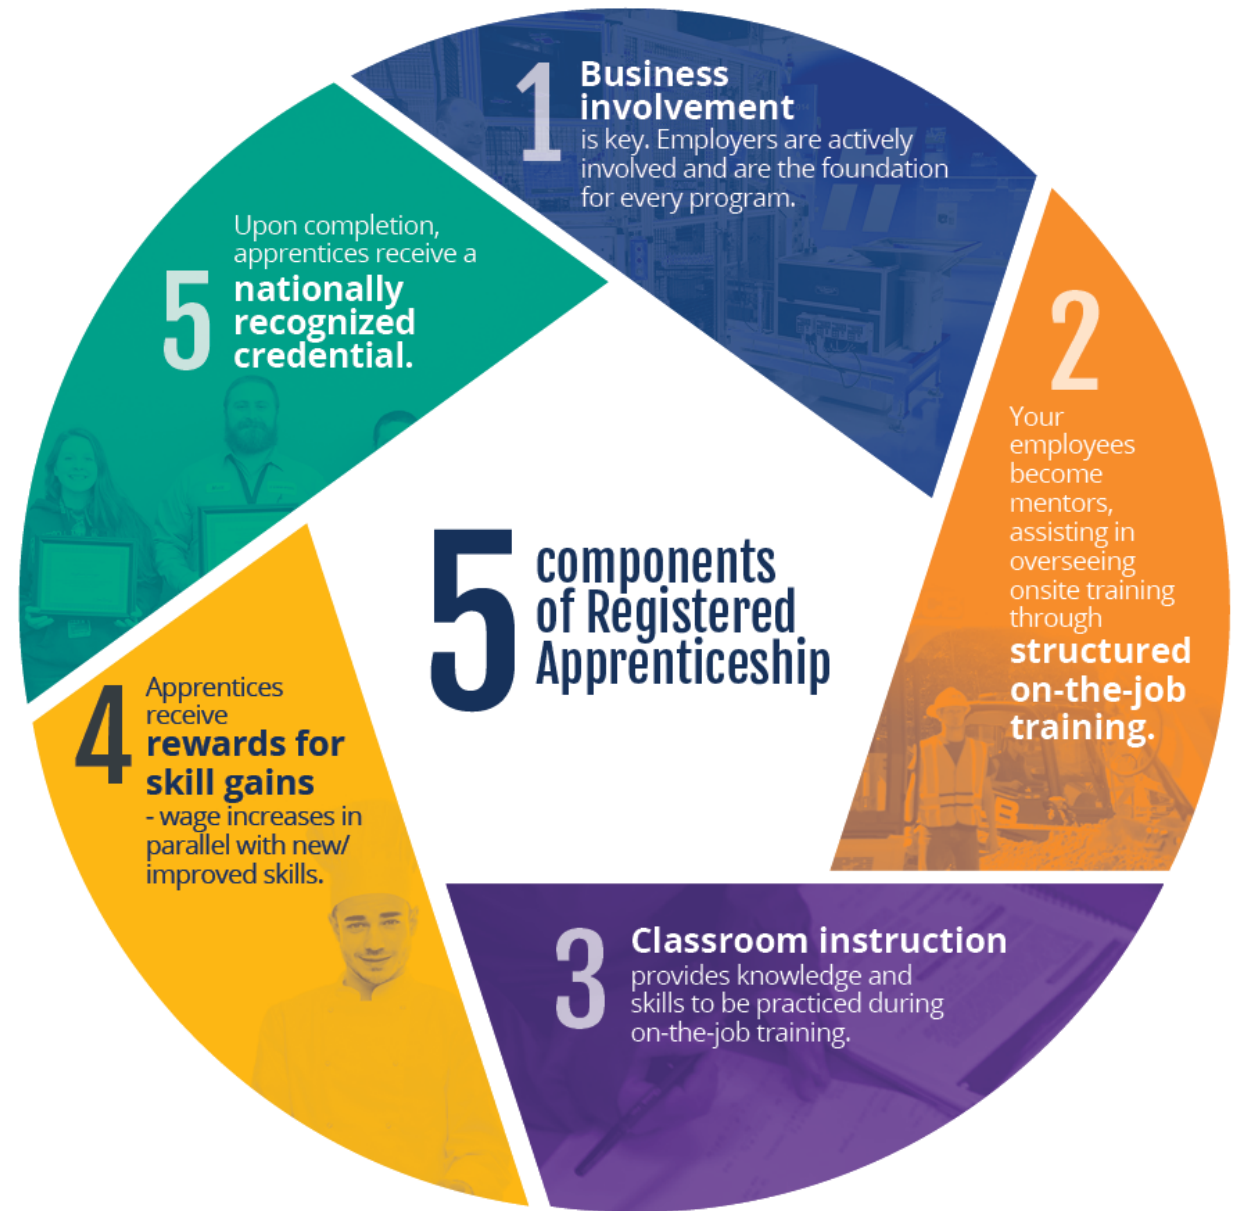 5
components
of Registered
Apprenticeship
1
Business
involvement
is key. Employers are actively
involved and are the foundation
for every program.
2
Your
employees
become
mentors,
assisting in
overseeing
onsite training
through
structured
on-the-job
training.
3
Classroom instruction
provides knowledge and
skills to be practiced during
on-the-job training.
4
Apprentices
receive
rewards for
skill gains
- wage increases in
parallel with new/
improved skills.
5
Upon completion,
apprentices receive a
nationally
recognized
credential.